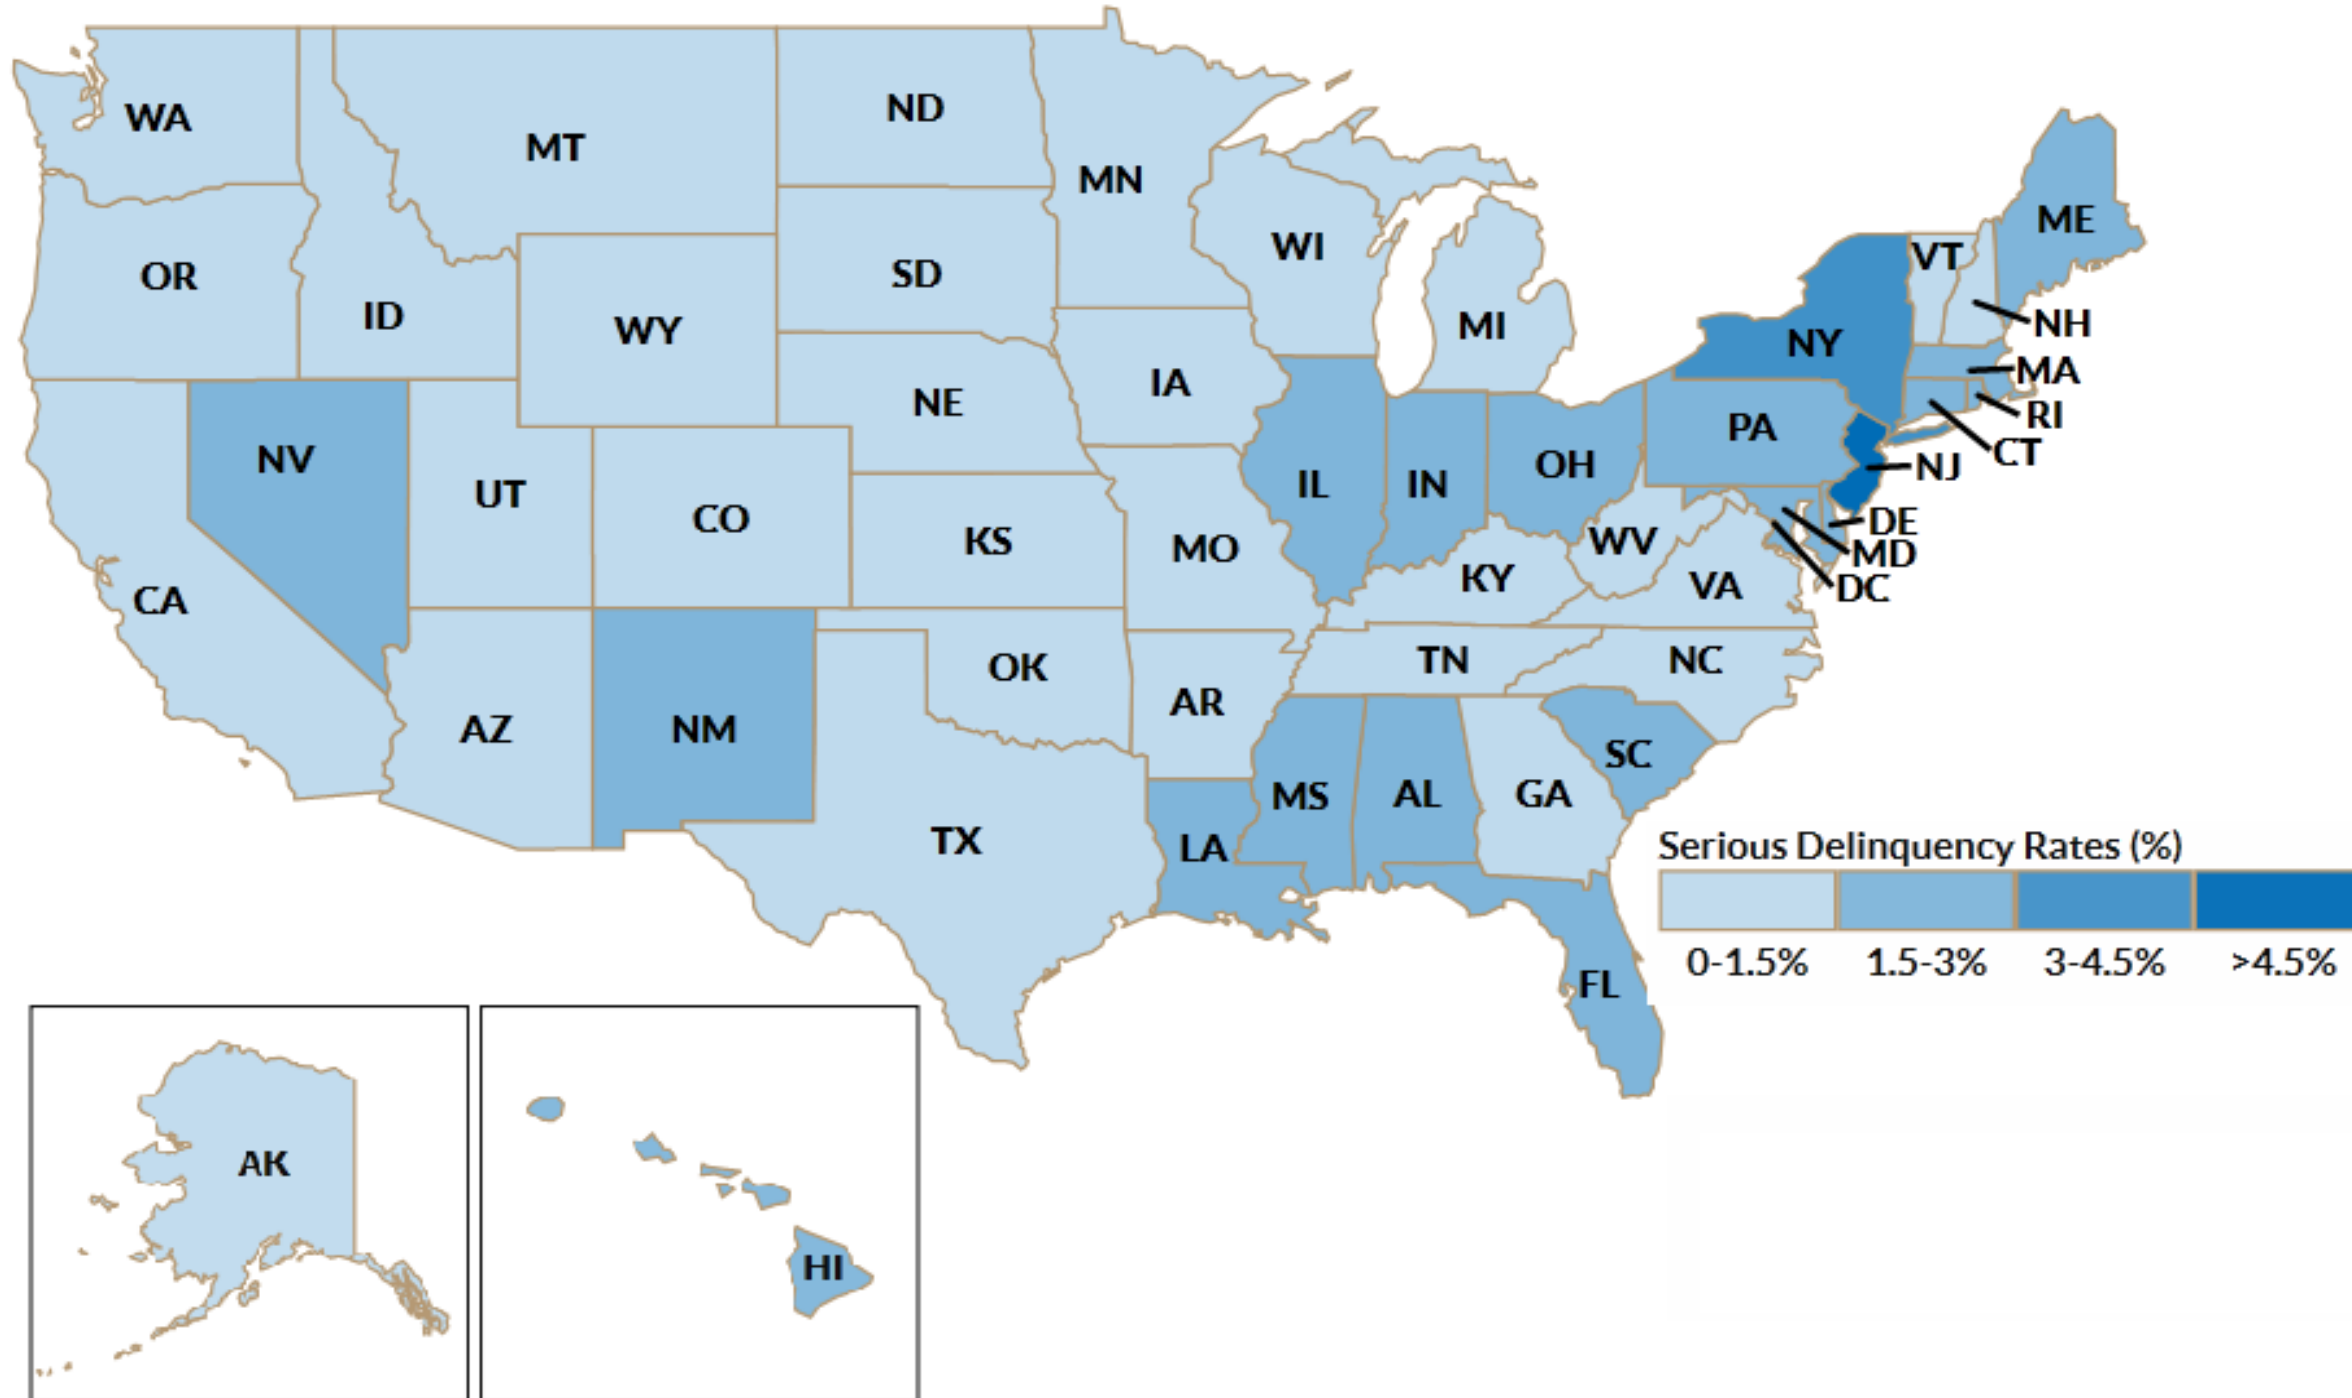 WA
MT
ND
MN
OR
ID
WY
SD
WI
MI
NY
VT
ME
NH
MA
RI
CT
NJ
NV
UT
CO
NE
IA
IL
IN
OH
PA
DE
MD
DC
CA
KS
MO
KY
WV
VA
AZ
NM
OK
AR
TN
NC
TX
LA
MS
AL
GA
SC
FL
Serious Delinquency Rates (%)
0-1.5% 1.5-3% 3-4.5% >4.5%
AK
HI